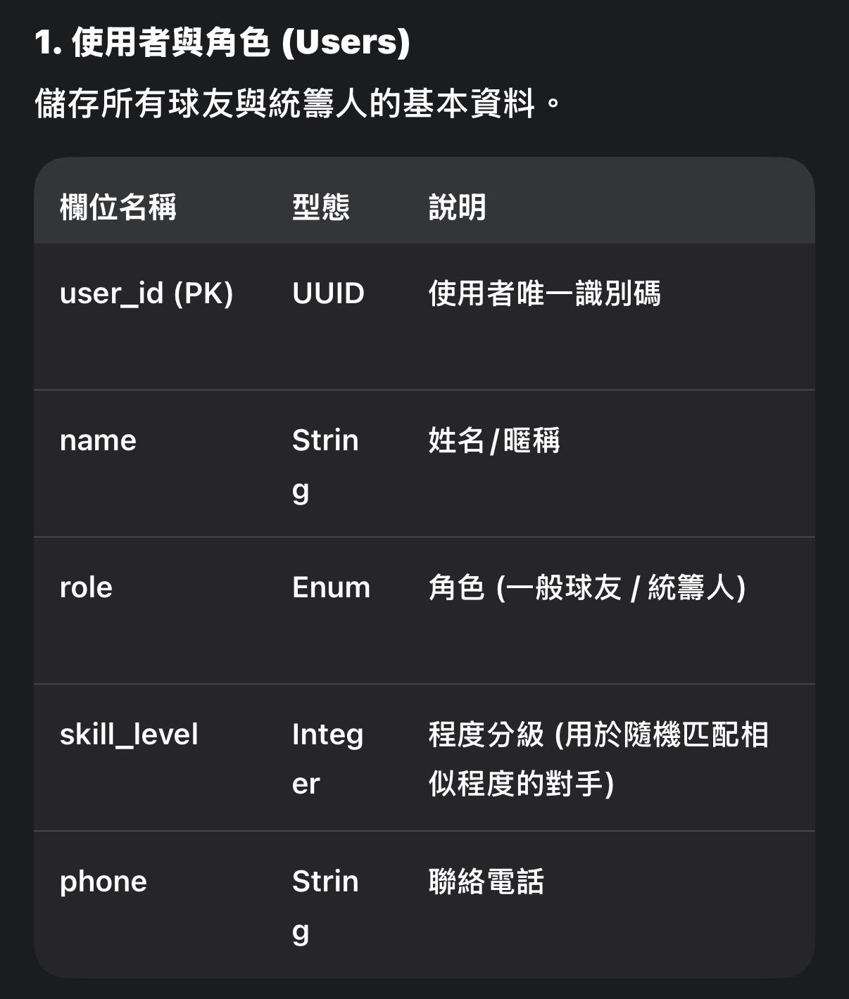 1. 使用者與角色 (Users)
儲存所有球友與統籌人的基本資料。
欄位名稱 型態 說明
user_id (PK) UUID 使用者唯一識別碼
name Strin 姓名/暱稱
g
role Enum 角色 (一般球友 / 統籌人)
skill_level Integ 程度分級 (用於隨機匹配相
er 似程度的對手)
phone Strin 聯絡電話
g